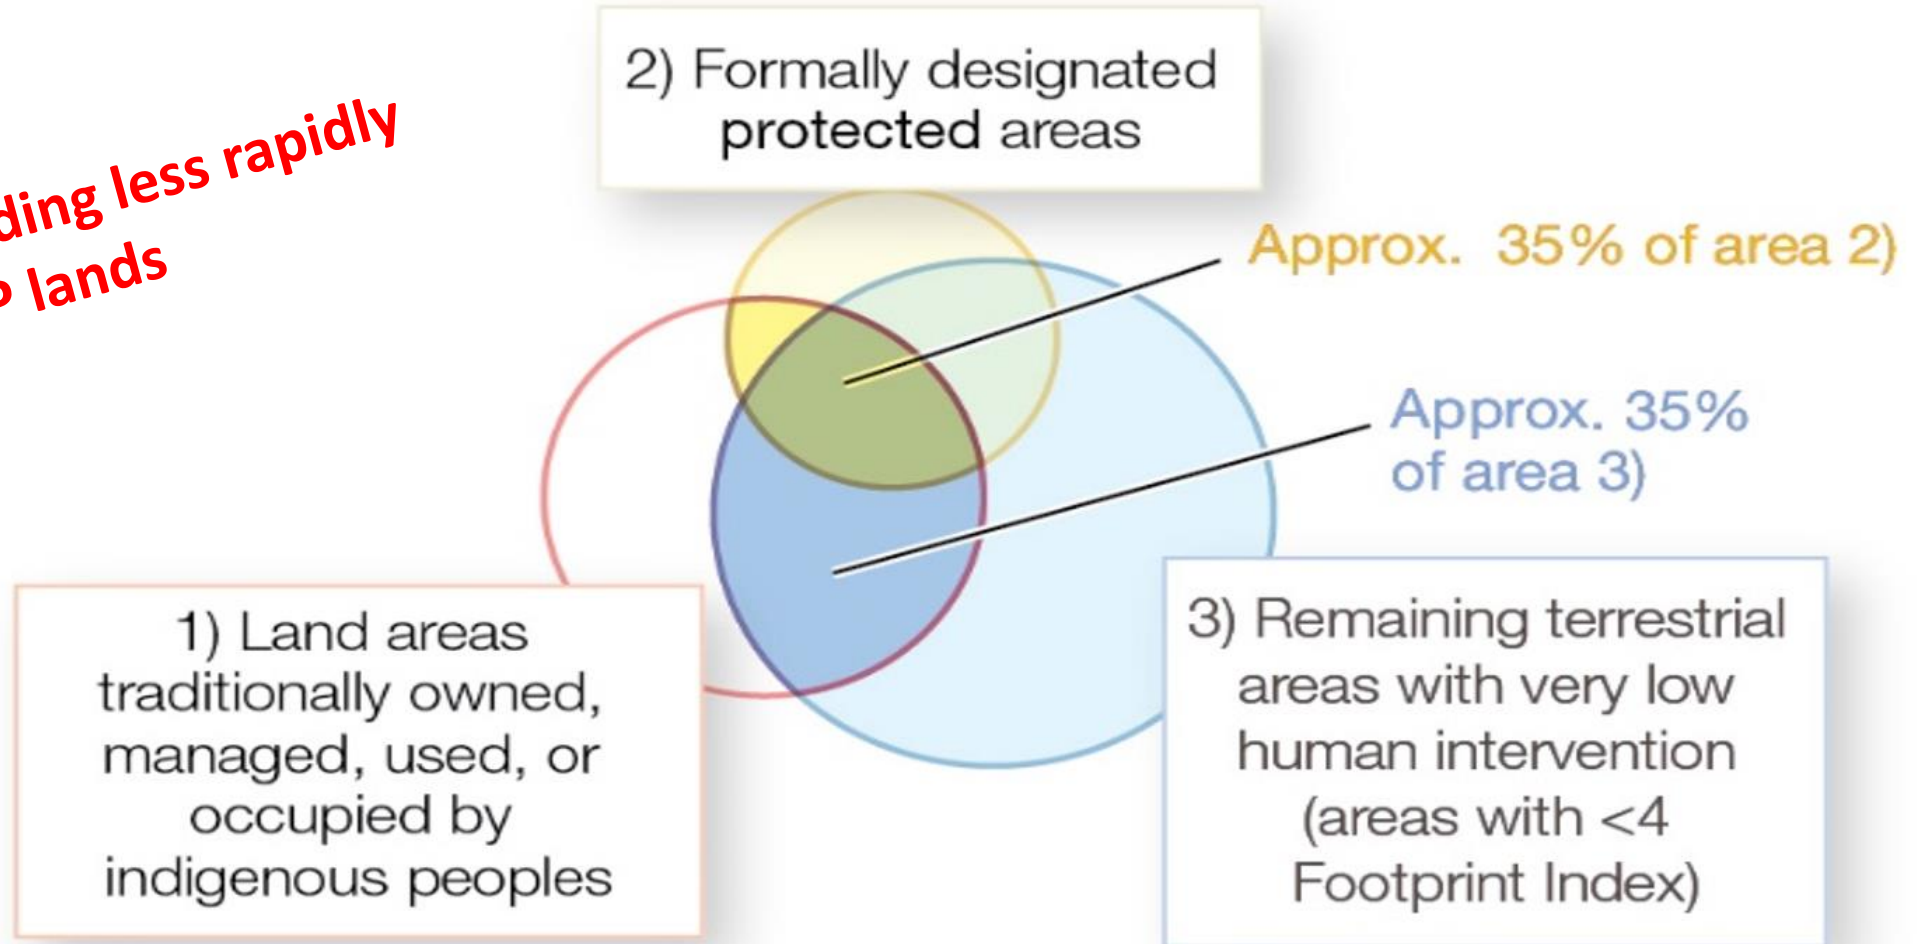 2) Formally designated
protected areas
less rapidly
lands
Approx. 35% of area 2)
Approx. 35%
of area 3)
1) Land areas
traditionally owned,
managed, used, or
occupied by
indigenous peoples
3) Remaining terrestrial
areas with very low
human intervention
(areas with <4
Footprint Index)